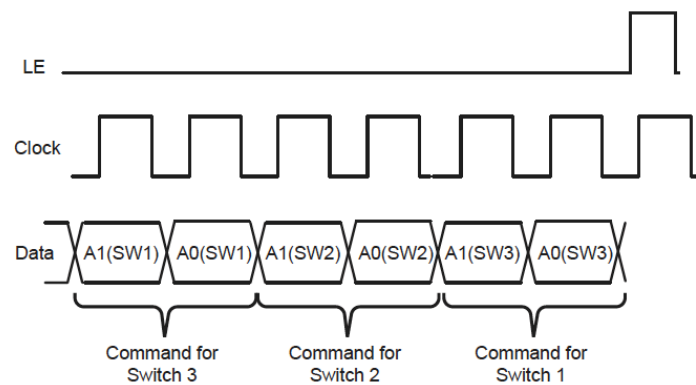 LE
Clock
Data
A1(SW1) A0(SW1) A1(SW2) A0(SW2) A1(SW3) A0(SW3)
Command for
Switch 3
Command for
Switch 2
Command for
Switch 1